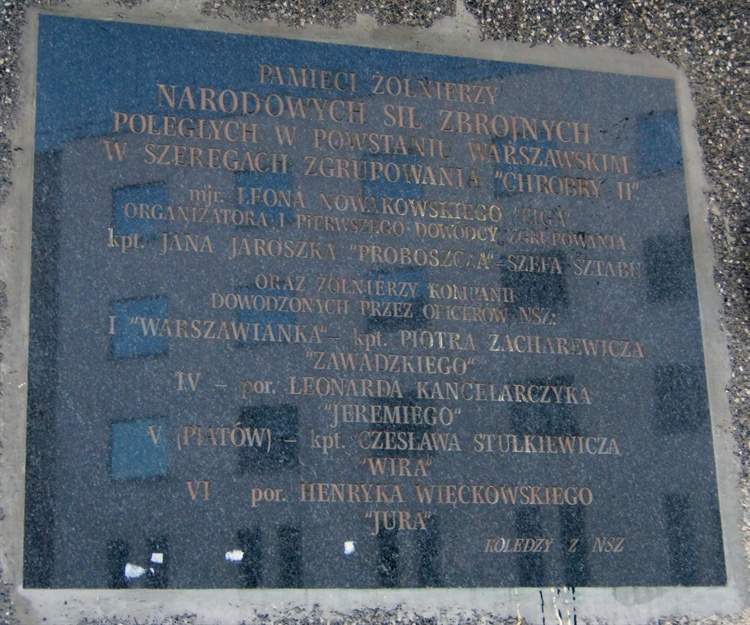 PAMIĘCI ŻOŁNIERZY
NARODOWYCH SIŁ ZBROJNYCH
POLEGŁYCH W POWSTANIU WARSZAWSKIM
W SZEREGACH ZGRUPOWANIA "CHROBRY II"
mjr. LEONA NOWAKOWSKIEGO "LIGA"
ORGANIZATORA I PIERWSZEGO DOWÓDCY ZGRUPOWANIA
kpt. JANA JAROSZKA "PROBOSZCZA" – SZEFA SZTABU
ORAZ ŻOŁNIERZY KOMPANII
DOWODZONYCH PRZEZ OFICERÓW NSZ:
I "WARSZAWIANKA" – kpt. PIOTRA ZACHAREWICZA
"ZAWADZKIEGO"
IV – por. LEONARDA KANCELARCZYKA
"JEREMIEGO"
V (PIATÓW) – kpt. CZESŁAWA STULKIEWICZA
"WIRA"
VI por. HENRYKA WIĘCKOWSKIEGO
"JURA"
KOLEDZY Z NSZ